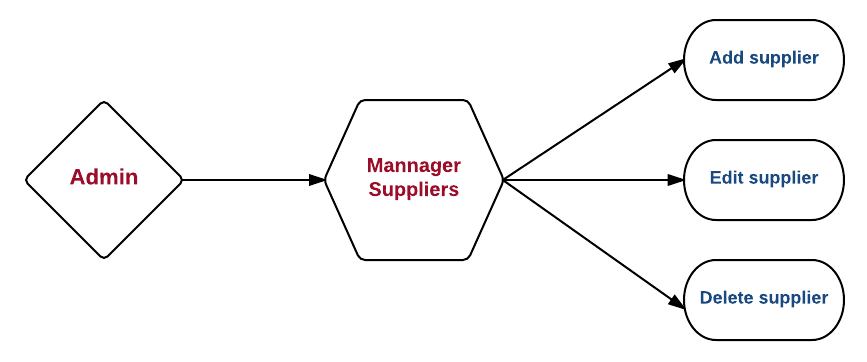 Admin
Mannager
Suppliers
Add supplier
Edit supplier
Delete supplier